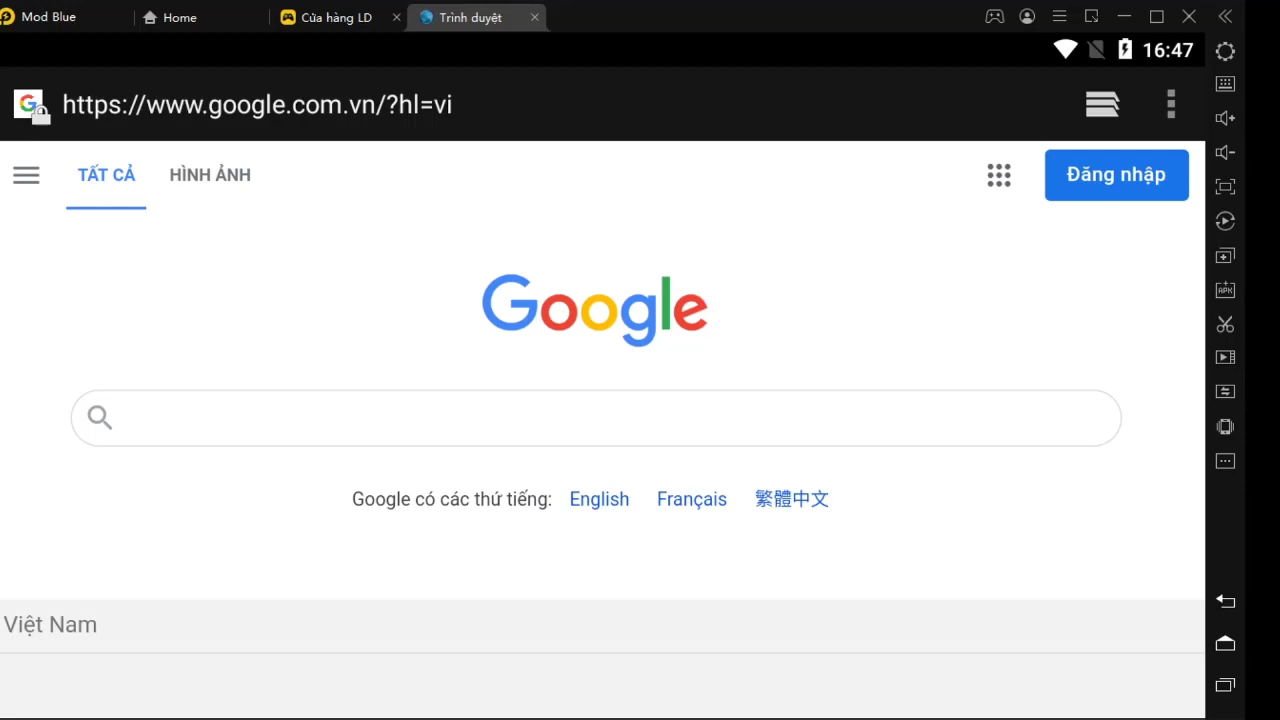 Mod Blue
Home
Cửa hàng LD
Trình duyệt
16:47
https://www.google.com.vn/?hl=vi
TẤT CẢ
HÌNH ẢNH
Đăng nhập
Google
Google có các thứ tiếng: English Français 繁體中文
Việt Nam
APK